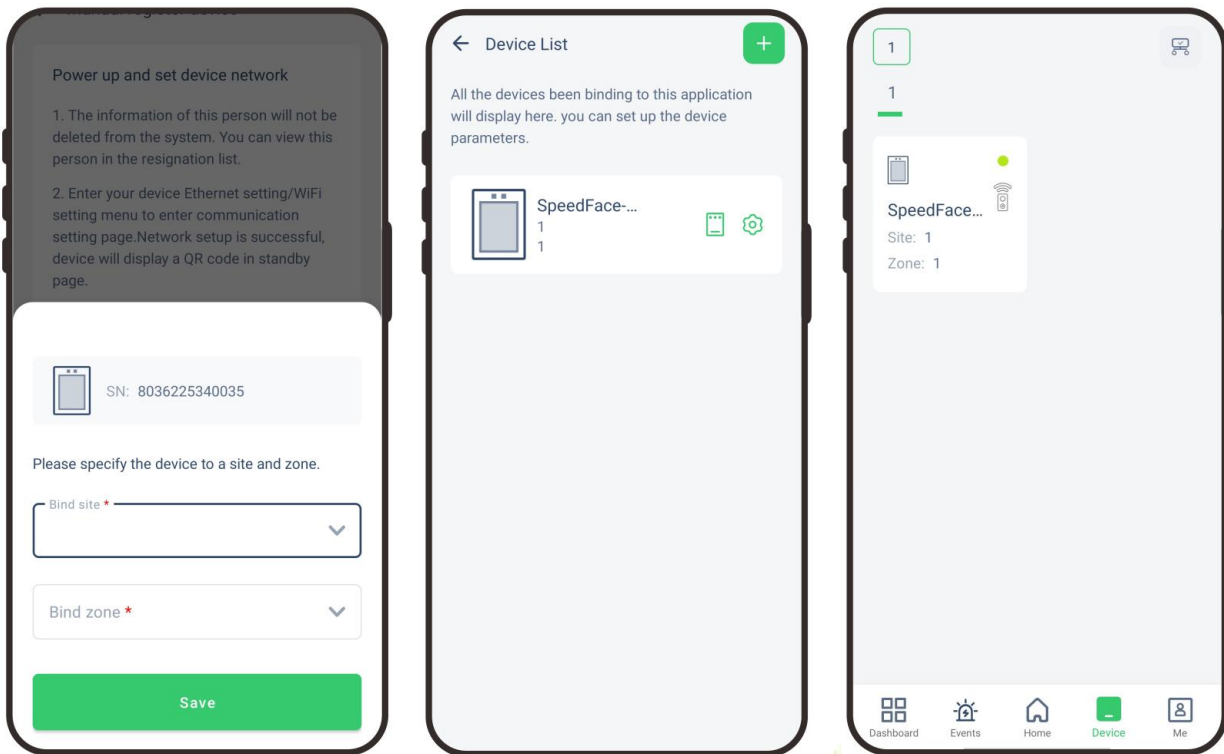 Power up and set device network
1. The information of this person will not be
deleted from the system. You can view this
person in the resignation list.
2. Enter your device Ethernet setting/WiFi
setting menu to enter communication
setting page.Network setup is successful,
device will display a QR code in standby
page.
SN: 8036225340035
Please specify the device to a site and zone.
Bind site *
Bind zone *
Save
Device List
All the devices been binding to this application
will display here. you can set up the device
parameters.
SpeedFace-...
1
1
1
1
SpeedFace...
Site: 1
Zone: 1
Dashboard
Events
Home
Device
Me